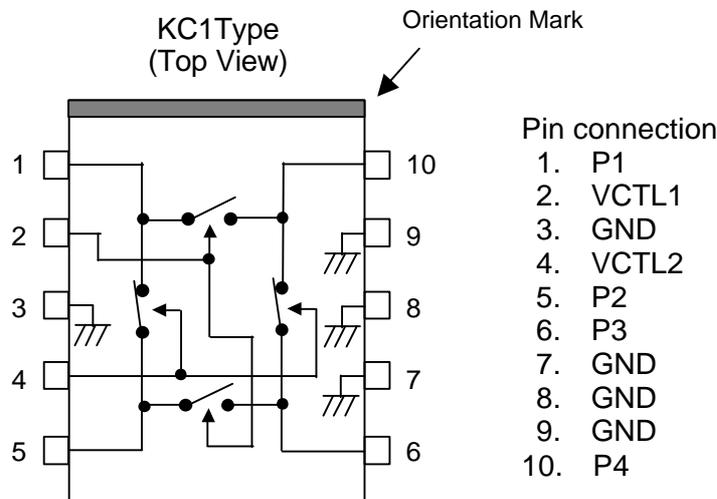 KC1Type
(Top View)
Orientation Mark
1
2
3
4
5
10
9
8
7
6
Pin connection
1. P1
2. VCTL1
3. GND
4. VCTL2
5. P2
6. P3
7. GND
8. GND
9. GND
10. P4